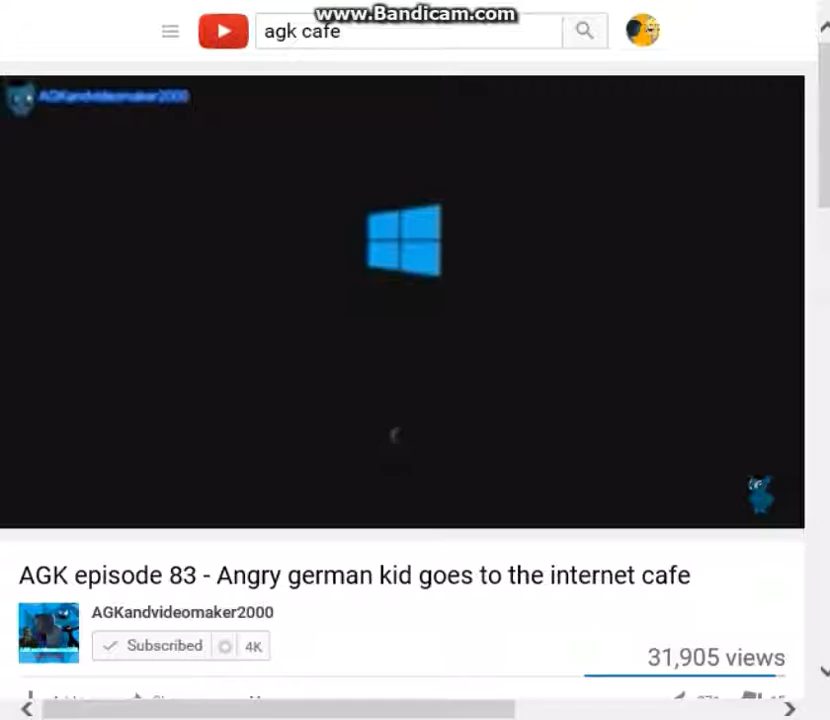 www.Bandicam.com
agk cafe
AGKandvideomaker2000
AGK episode 83 - Angry german kid goes to the internet cafe
AGKandvideomaker2000
Subscribed 4K
31,905 views